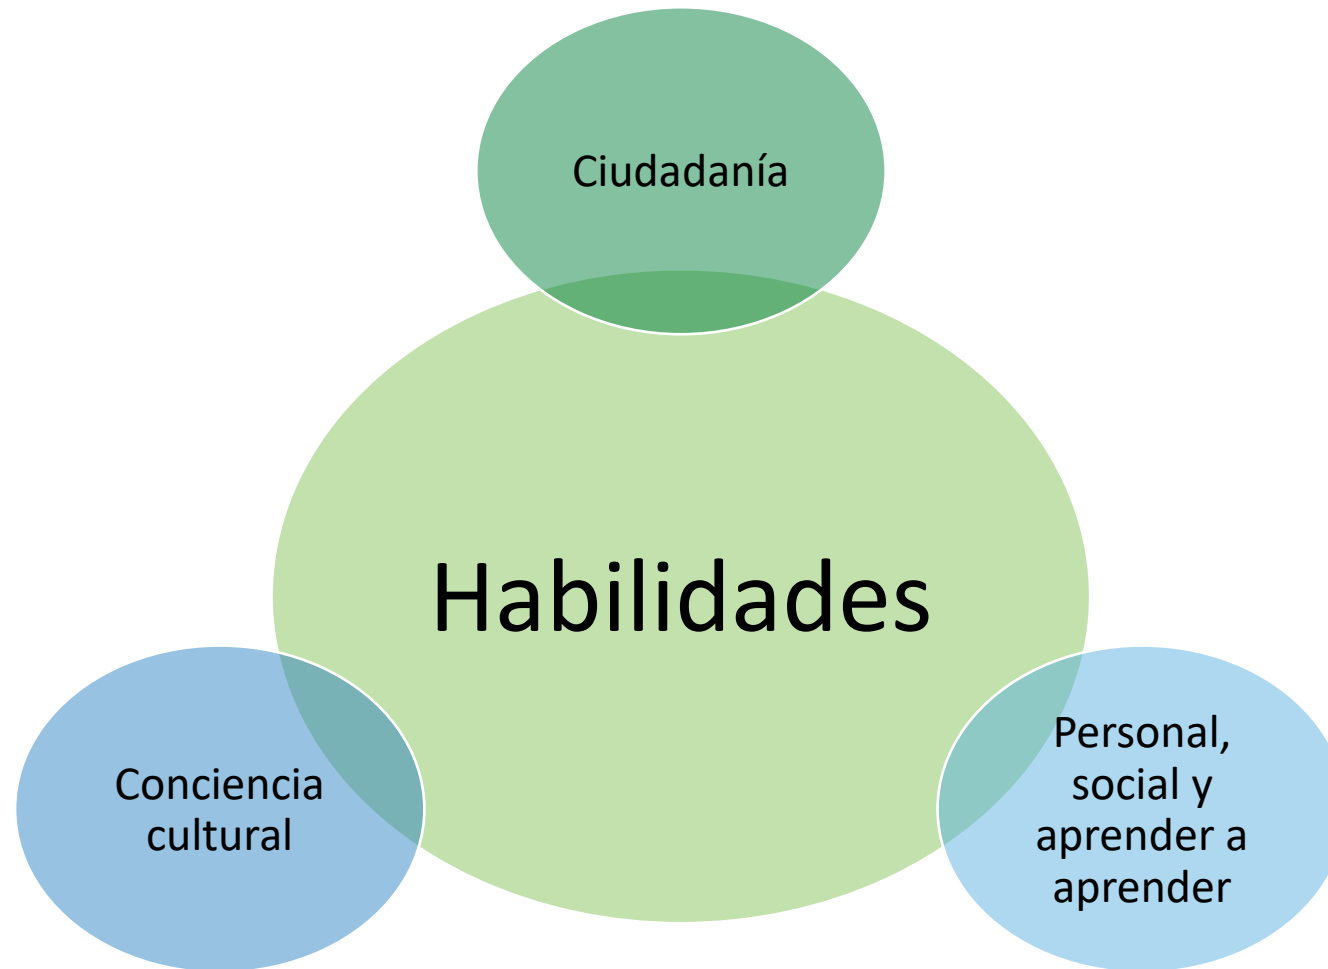 Ciudadanía
Habilidades
Conciencia
cultural
Personal,
social y
aprender a
aprender